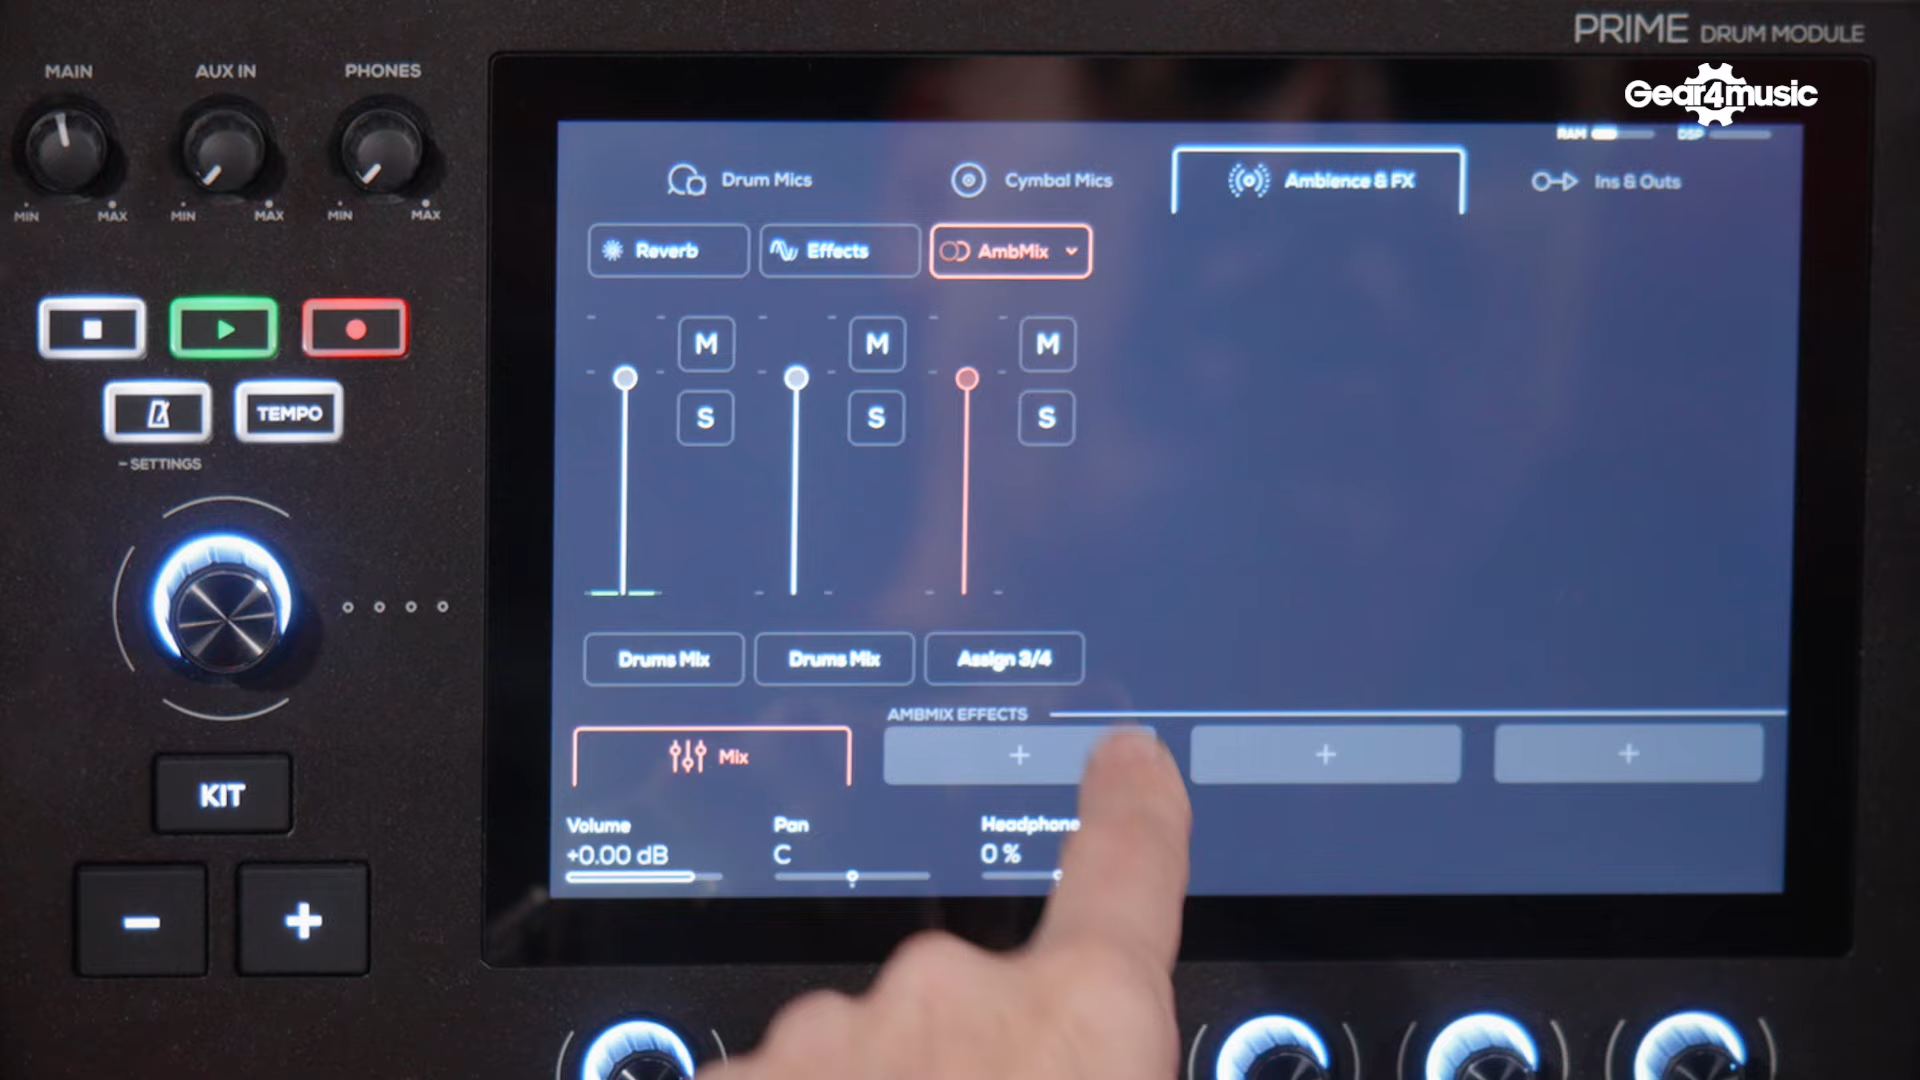 PRIME DRUM MODULE
Gear4music
MAIN
AUX IN
PHONES
MIN
MAX
MIN
MAX
MIN
MAX
TEMPO
– SETTINGS
KIT
RAM
DSP
Drum Mics
Cymbal Mics
Ambience & FX
Ins & Outs
Reverb
Effects
AmbMix
M
M
M
S
S
S
Drums Mix
Drums Mix
Assign 3/4
AMBMIX EFFECTS
Mix
+
+
+
Volume
Pan
Headphone
+0.00 dB
C
0 %